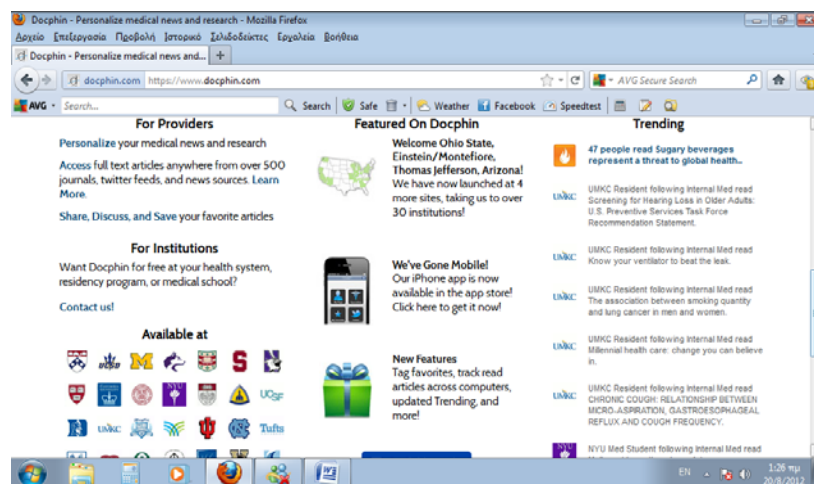 Docphin - Personalize medical news and research - Mozilla Firefox
Αρχείο Επεξεργασία Προβολή Ιστορικό Σελιδοδείκτες Εργαλεία Βοήθεια
Docphin - Personalize medical news and... +
docphin.com https://www.docphin.com
AVG Secure Search
AVG Search... Search Safe Weather Facebook Speedtest
For Providers
Personalize your medical news and research
Access full text articles anywhere from over 500
journals, twitter feeds, and news sources. Learn
More.
Share, Discuss, and Save your favorite articles
For Institutions
Want Docphin for free at your health system,
residency program, or medical school?
Contact us!
Available at
NYU
UCSF
UMKC
Tufts
Featured On Docphin
Welcome Ohio State,
Einstein/Montefiore,
Thomas Jefferson, Arizona!
We have now launched at 4
more sites, taking us to over
30 institutions!
We've Gone Mobile!
Our iPhone app is now
available in the app store!
Click here to get it now!
New Features
Tag favorites, track read
articles across computers,
updated Trending, and
more!
Trending
47 people read Sugary beverages
represent a threat to global health..
UMKC
UMKC Resident following Internal Med read
Screening for Hearing Loss in Older Adults:
U.S. Preventive Services Task Force
Recommendation Statement.
UMKC
UMKC Resident following Internal Med read
Know your ventilator to beat the leak.
UMKC
UMKC Resident following Internal Med read
The association between smoking quantity
and lung cancer in men and women.
UMKC
UMKC Resident following Internal Med read
Millennial health care: change you can believe
in.
UMKC
UMKC Resident following Internal Med read
CHRONIC COUGH: RELATIONSHIP BETWEEN
MICRO-ASPIRATION, GASTROESOPHAGEAL
REFLUX AND COUGH FREQUENCY.
NYU
NYU Med Student following Internal Med read
EN
1:26 πμ
20/8/2012